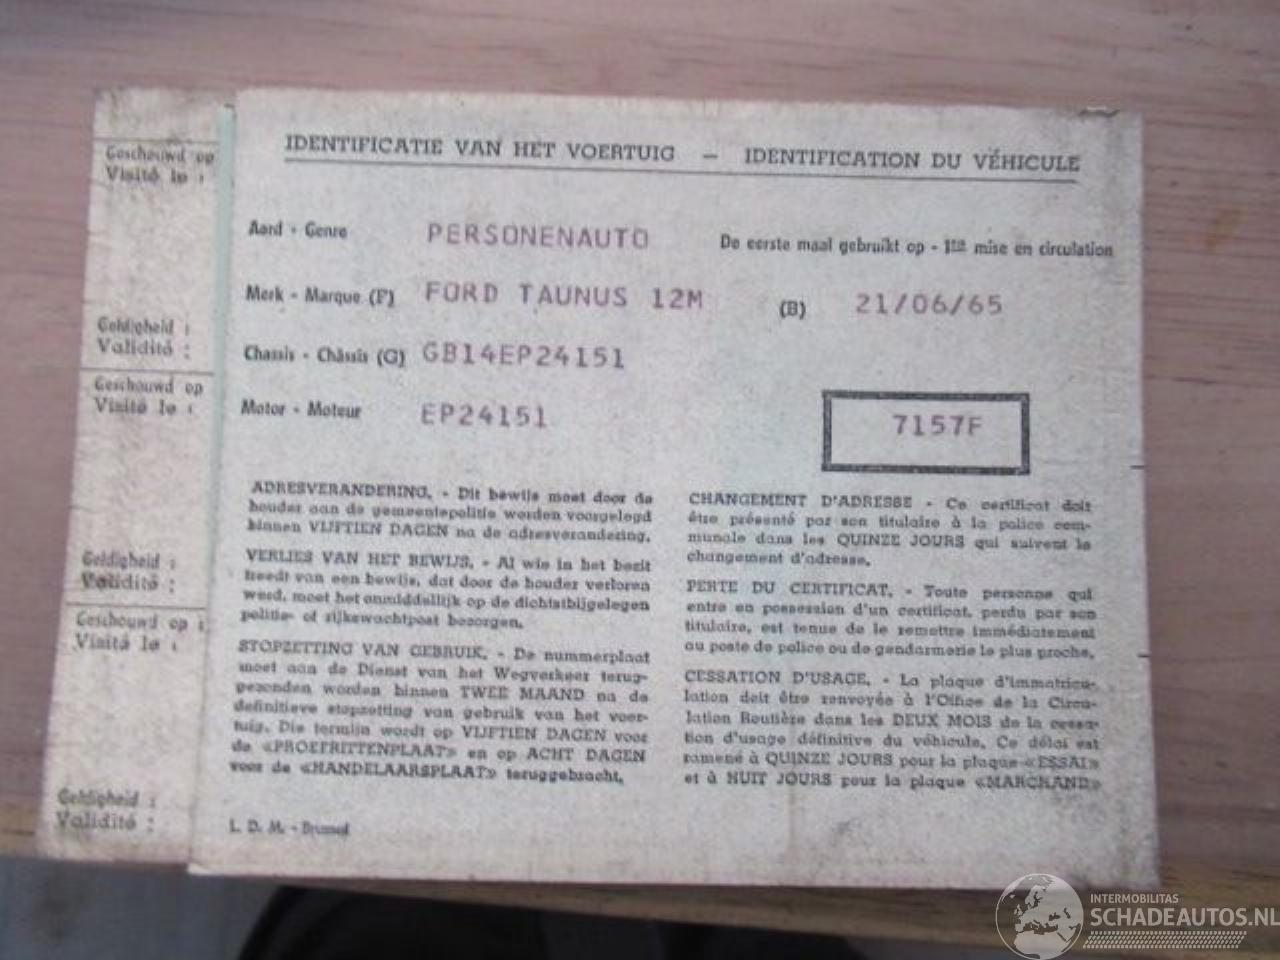 Geschouwd op
Visité le :
Geldigheid :
Validité :
Geschouwd op
Visité le :
Geldigheid :
Validité :
Geschouwd op :
Visité le :
Geldigheid :
Validité :
IDENTIFICATIE VAN HET VOERTUIG — IDENTIFICATION DU VÉHICULE
Aard - Genre PERSONENAUTO
De eerste maal gebruikt op - 1re mise en circulation
Merk - Marque (F) FORD TAUNUS 12M (B) 21/06/65
Chassis - Châssis (G) GB14EP24151
Motor - Moteur EP24151
7157F
ADRESVERANDERING. - Dit bewijs moet door de
houder aan de gemeentepolitie worden voorgelegd
binnen VIJFTIEN DAGEN na de adresverandering.
VERLIES VAN HET BEWIJS. - Al wie in het bezit
treedt van een bewijs, dat door de houder verloren
werd, moet het onmiddellijk op de dichtstbijgelegen
politie- of rijkswachtpost bezorgen.
STOPZETTING VAN GEBRUIK. - De nummerplaat
moet aan de Dienst van het Wegverkeer terug-
gezonden worden binnen TWEE MAAND na de
definitieve stopzetting van gebruik van het voer-
tuig. Die termijn wordt op VIJFTIEN DAGEN voor
de «PROEFRITTENPLAAT» en op ACHT DAGEN
voor de «HANDELAARSPLAAT» teruggebracht.
L. D. M. - Brussel
CHANGEMENT D'ADRESSE - Ce certificat doit
être présenté par son titulaire à la police com-
munale dans les QUINZE JOURS qui suivent le
changement d'adresse.
PERTE DU CERTIFICAT. - Toute personne qui
entre en possession d'un certificat, perdu par son
titulaire, est tenue de le remettre immédiatement
au poste de police ou de gendarmerie le plus proche.
CESSATION D'USAGE. - La plaque d'immatricu-
lation doit être renvoyée à l'Office de la Circu-
lation Routière dans les DEUX MOIS de la cessa-
tion d'usage définitive du véhicule. Ce délai est
ramené à QUINZE JOURS pour la plaque «ESSAI»
et à HUIT JOURS pour la plaque «MARCHAND»
INTERMOBILITAS
SCHADEAUTOS.NL